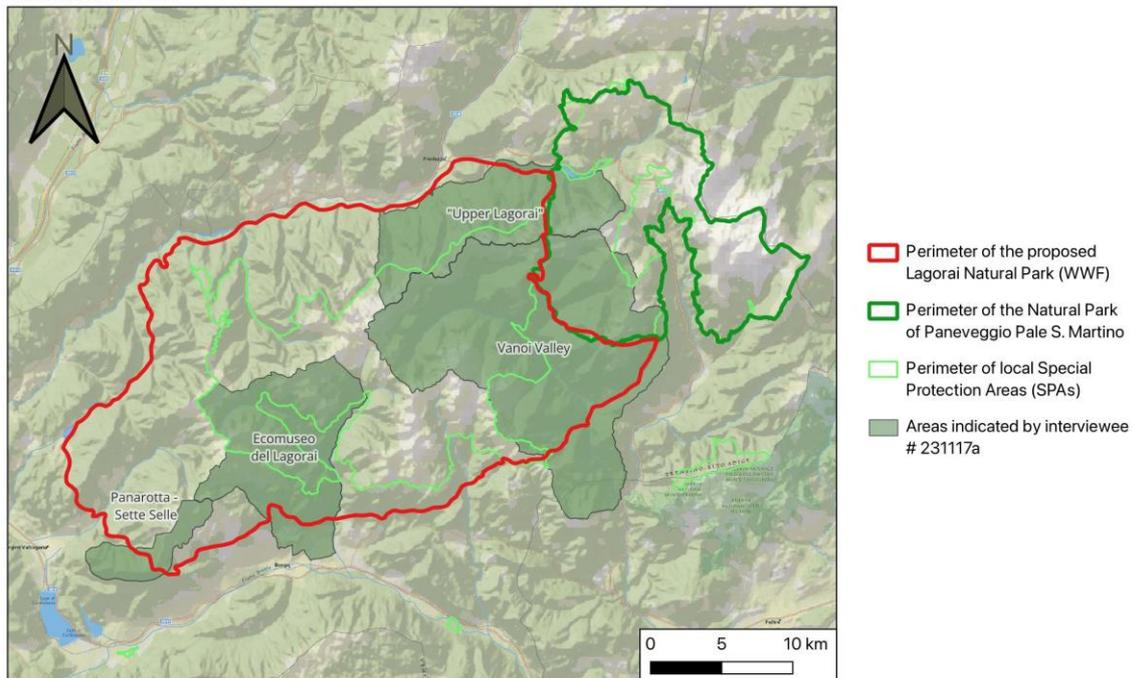 N
"Upper Lagorai"
Vanoi Valley
Ecomuseo
del Lagorai
Panarotta -
Sette Selle
Borgo
0 5 10 km
Perimeter of the proposed
Lagorai Natural Park (WWF)
Perimeter of the Natural Park
of Paneveggio Pale S. Martino
Perimeter of local Special
Protection Areas (SPAs)
Areas indicated by interviewee
# 231117a